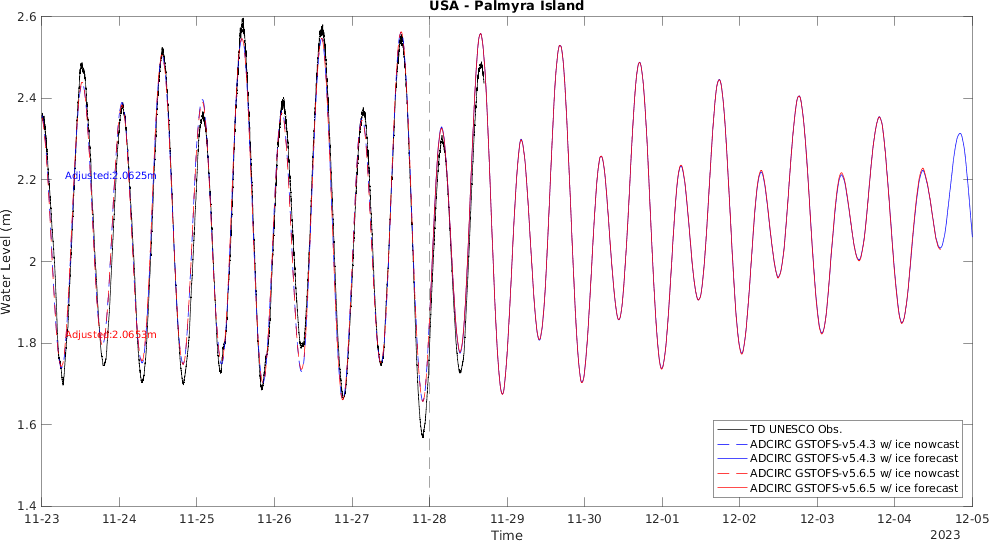 USA - Palmyra Island
2.6
2.4
2.2
2
1.8
1.6
1.4
Water Level (m)
Adjusted:2.0625m
Adjusted:2.0653m
TD UNESCO Obs.
ADCIRC GSTOFS-v5.4.3 w/ ice nowcast
ADCIRC GSTOFS-v5.4.3 w/ ice forecast
ADCIRC GSTOFS-v5.6.5 w/ ice nowcast
ADCIRC GSTOFS-v5.6.5 w/ ice forecast
11-23 11-24 11-25 11-26 11-27 11-28 11-29 11-30 12-01 12-02 12-03 12-04 12-05
Time
2023